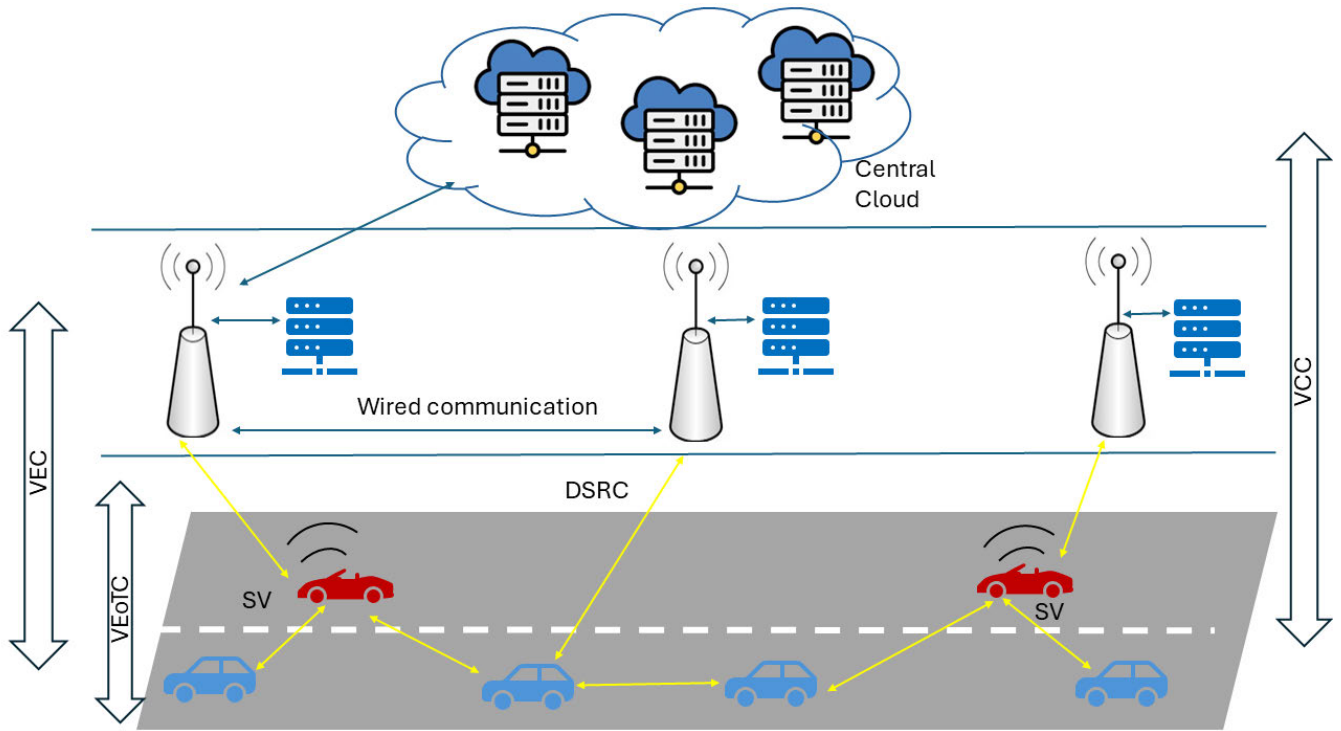 Central
Cloud
Wired communication
VEC
VCC
DSRC
VEoTC
SV
SV